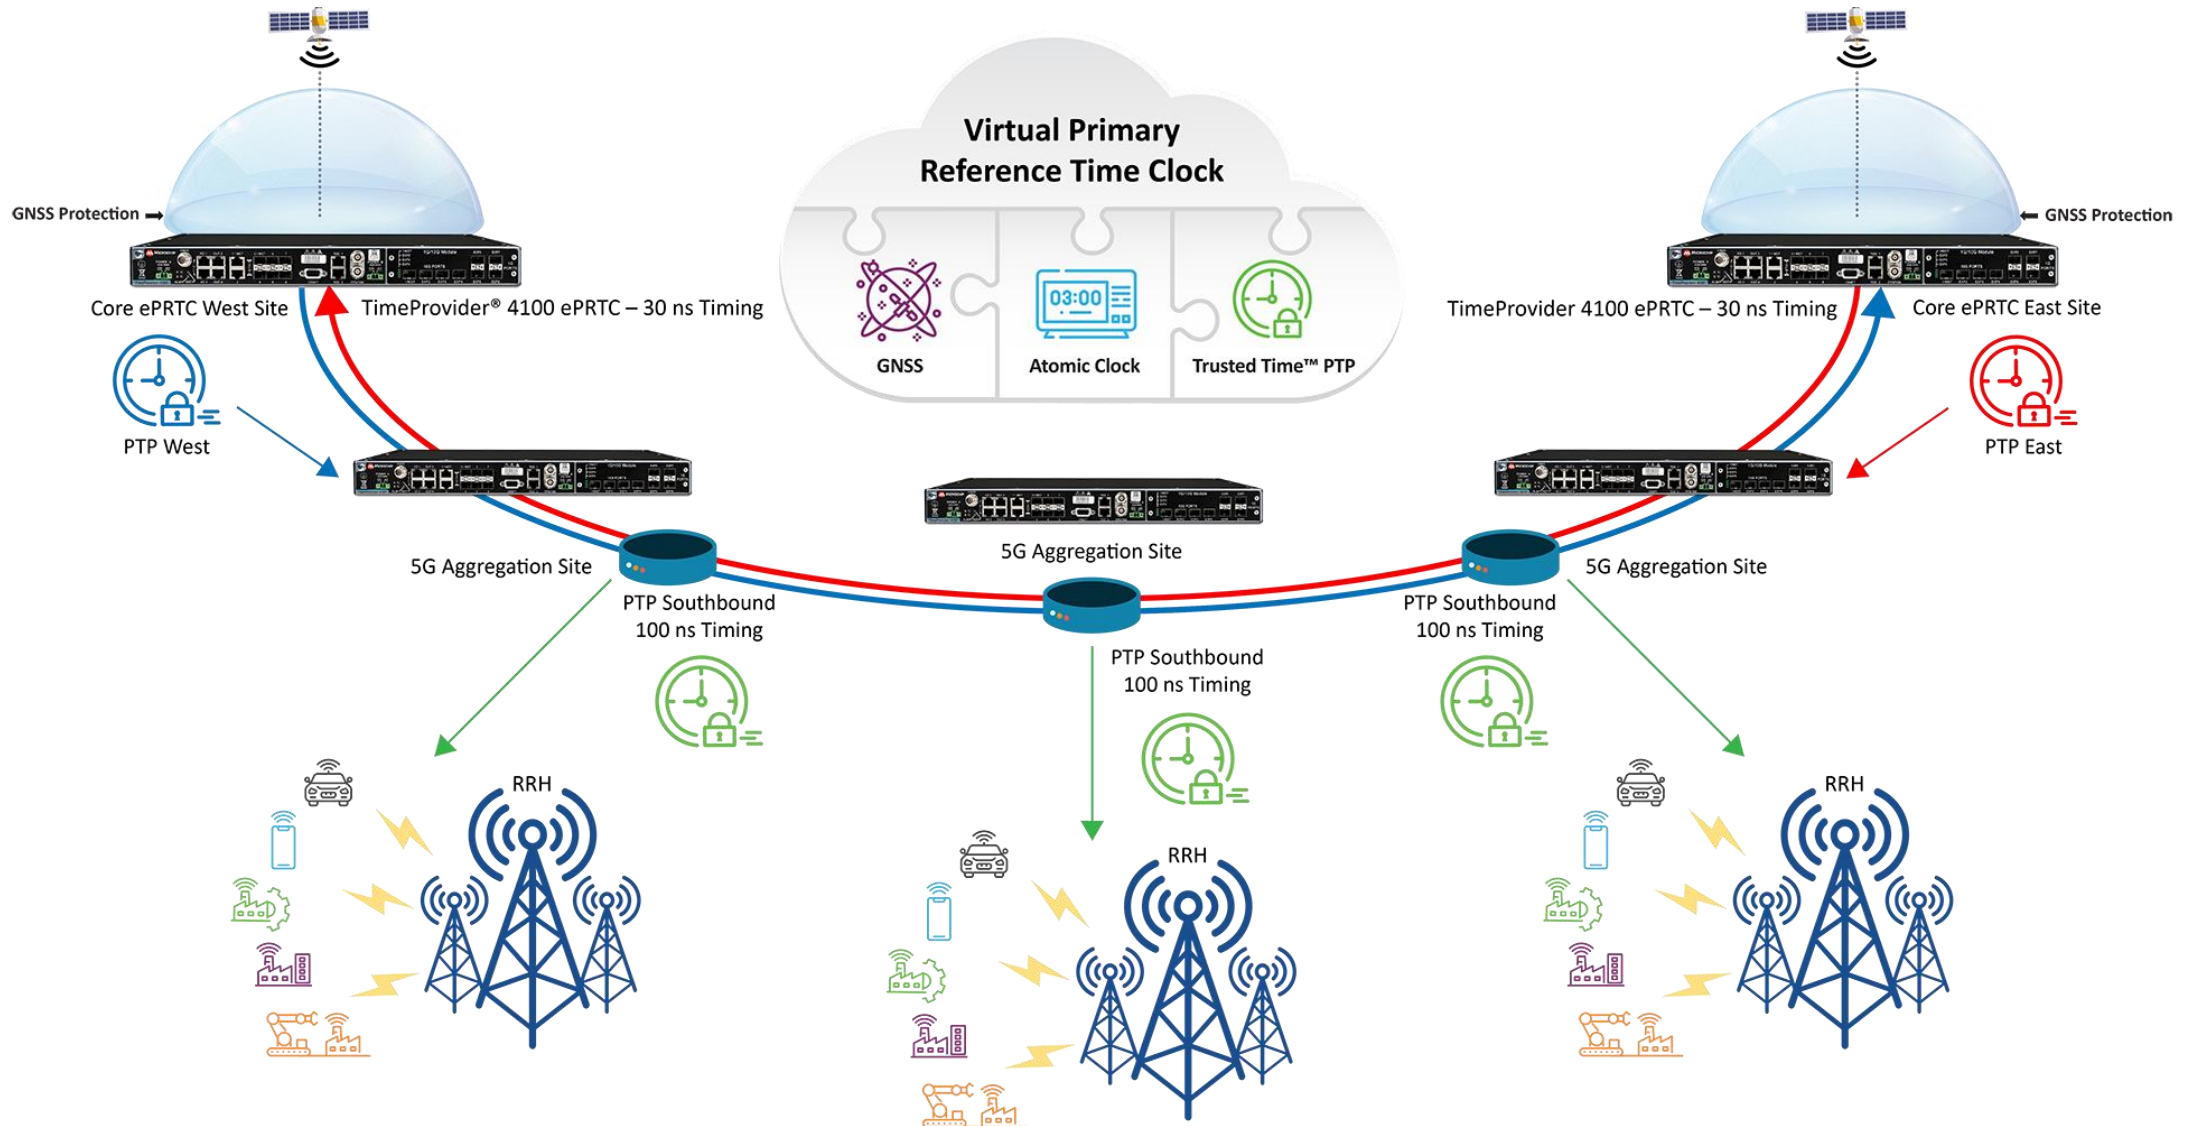 Virtual Primary
Reference Time Clock
GNSS
Atomic Clock
Trusted Time™ PTP
GNSS Protection
GNSS Protection
Core ePRTC West Site
TimeProvider® 4100 ePRTC – 30 ns Timing
TimeProvider 4100 ePRTC – 30 ns Timing
Core ePRTC East Site
03:00
PTP West
PTP East
5G Aggregation Site
5G Aggregation Site
5G Aggregation Site
PTP Southbound
100 ns Timing
PTP Southbound
100 ns Timing
PTP Southbound
100 ns Timing
RRH
RRH
RRH